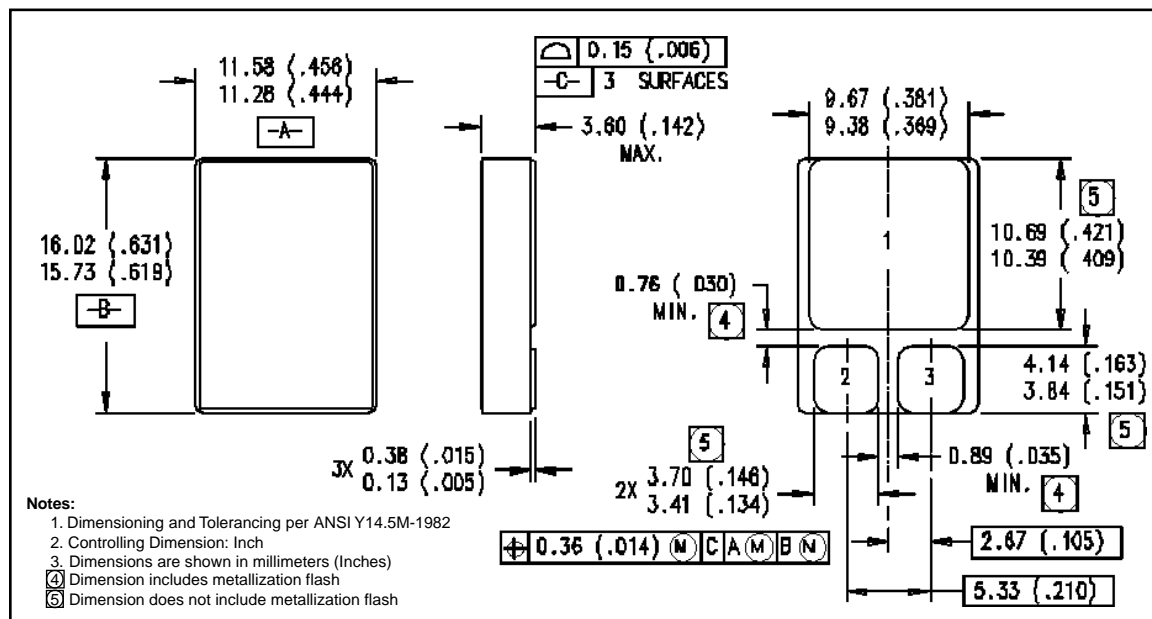 11.58 (.456)
11.28 (.444)
-A-
16.02 (.631)
15.73 (.619)
-B-
0.15 (.006)
-C- 3 SURFACES
3.60 (.142)
MAX.
3X 0.38 (.015)
0.13 (.005)
9.67 (.381)
9.38 (.369)
1
2
3
5
10.69 (.421)
10.39 ( 409)
0.76 ( 030)
MIN. 4
4.14 (.163)
3.84 (.151)
5
0.89 (.035)
MIN. 4
5
2X 3.70 (.146)
3.41 (.134)
0.36 (.014) M C A M B M
2.67 (.105)
5.33 (.210)
Notes:
1. Dimensioning and Tolerancing per ANSI Y14.5M-1982
2. Controlling Dimension: Inch
3. Dimensions are shown in millimeters (Inches)
4 Dimension includes metallization flash
5 Dimension does not include metallization flash